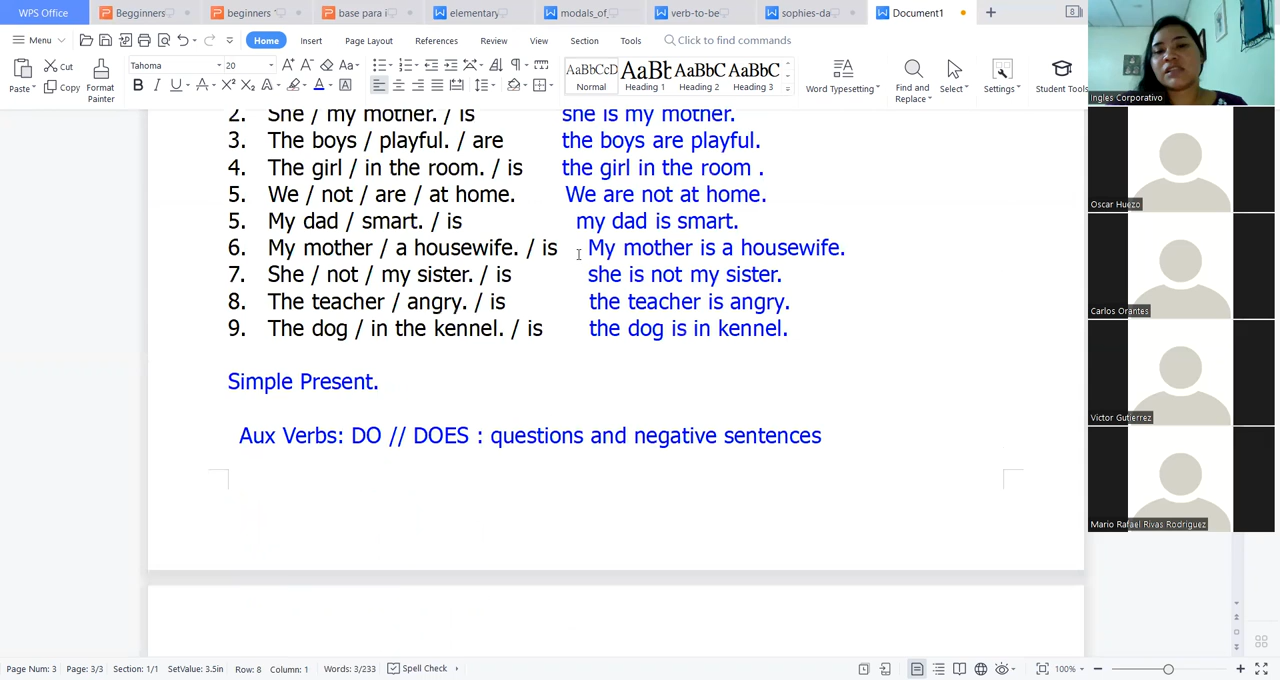 WPS Office Begginners beginners base para i elementary modals_of_ verb-to-be sophies-da Document1 8
Menu Home Insert Page Layout References Review View Section Tools Click to find commands
Paste Cut Copy Format Painter Tahoma 20 AaBbCcD Normal AaBb Heading 1 AaBbC Heading 2 AaBbC Heading 3 Word Typesetting Find and Replace Select Settings Student Tools
2. She / my mother. / is she is my mother.
3. The boys / playful. / are the boys are playful.
4. The girl / in the room. / is the girl in the room .
5. We / not / are / at home. We are not at home.
5. My dad / smart. / is my dad is smart.
6. My mother / a housewife. / is My mother is a housewife.
7. She / not / my sister. / is she is not my sister.
8. The teacher / angry. / is the teacher is angry.
9. The dog / in the kennel. / is the dog is in kennel.
Simple Present.
Aux Verbs: DO // DOES : questions and negative sentences
Ingles Corporativo
Oscar Huezo
Carlos Orantes
Victor Gutierrez
Mario Rafael Rivas Rodriguez
Page Num: 3 Page: 3/3 Section: 1/1 SetValue: 3.5in Row: 8 Column: 1 Words: 3/233 Spell Check 100%